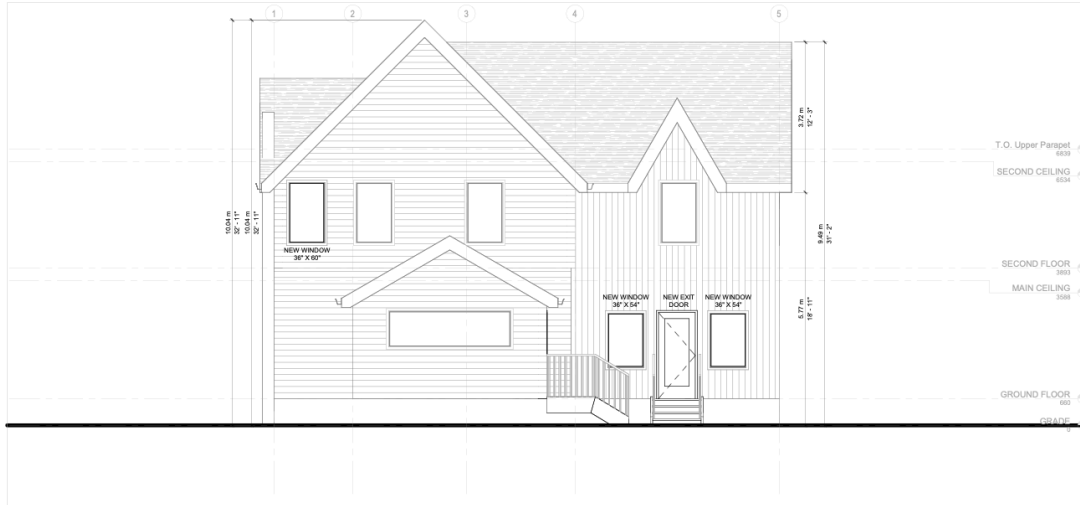 1 2 3 4 5
T.O. Upper Parapet
6839
SECOND CEILING
6534
3.72 m
12' - 3"
10.04 m
32' - 11"
10.04 m
32' - 11"
9.49 m
31' - 2"
NEW WINDOW
36" X 60"
SECOND FLOOR
3893
MAIN CEILING
3588
NEW WINDOW
36" X 54"
NEW EXIT
DOOR
NEW WINDOW
36" X 54"
5.77 m
18' - 11"
GROUND FLOOR
660
GRADE
0